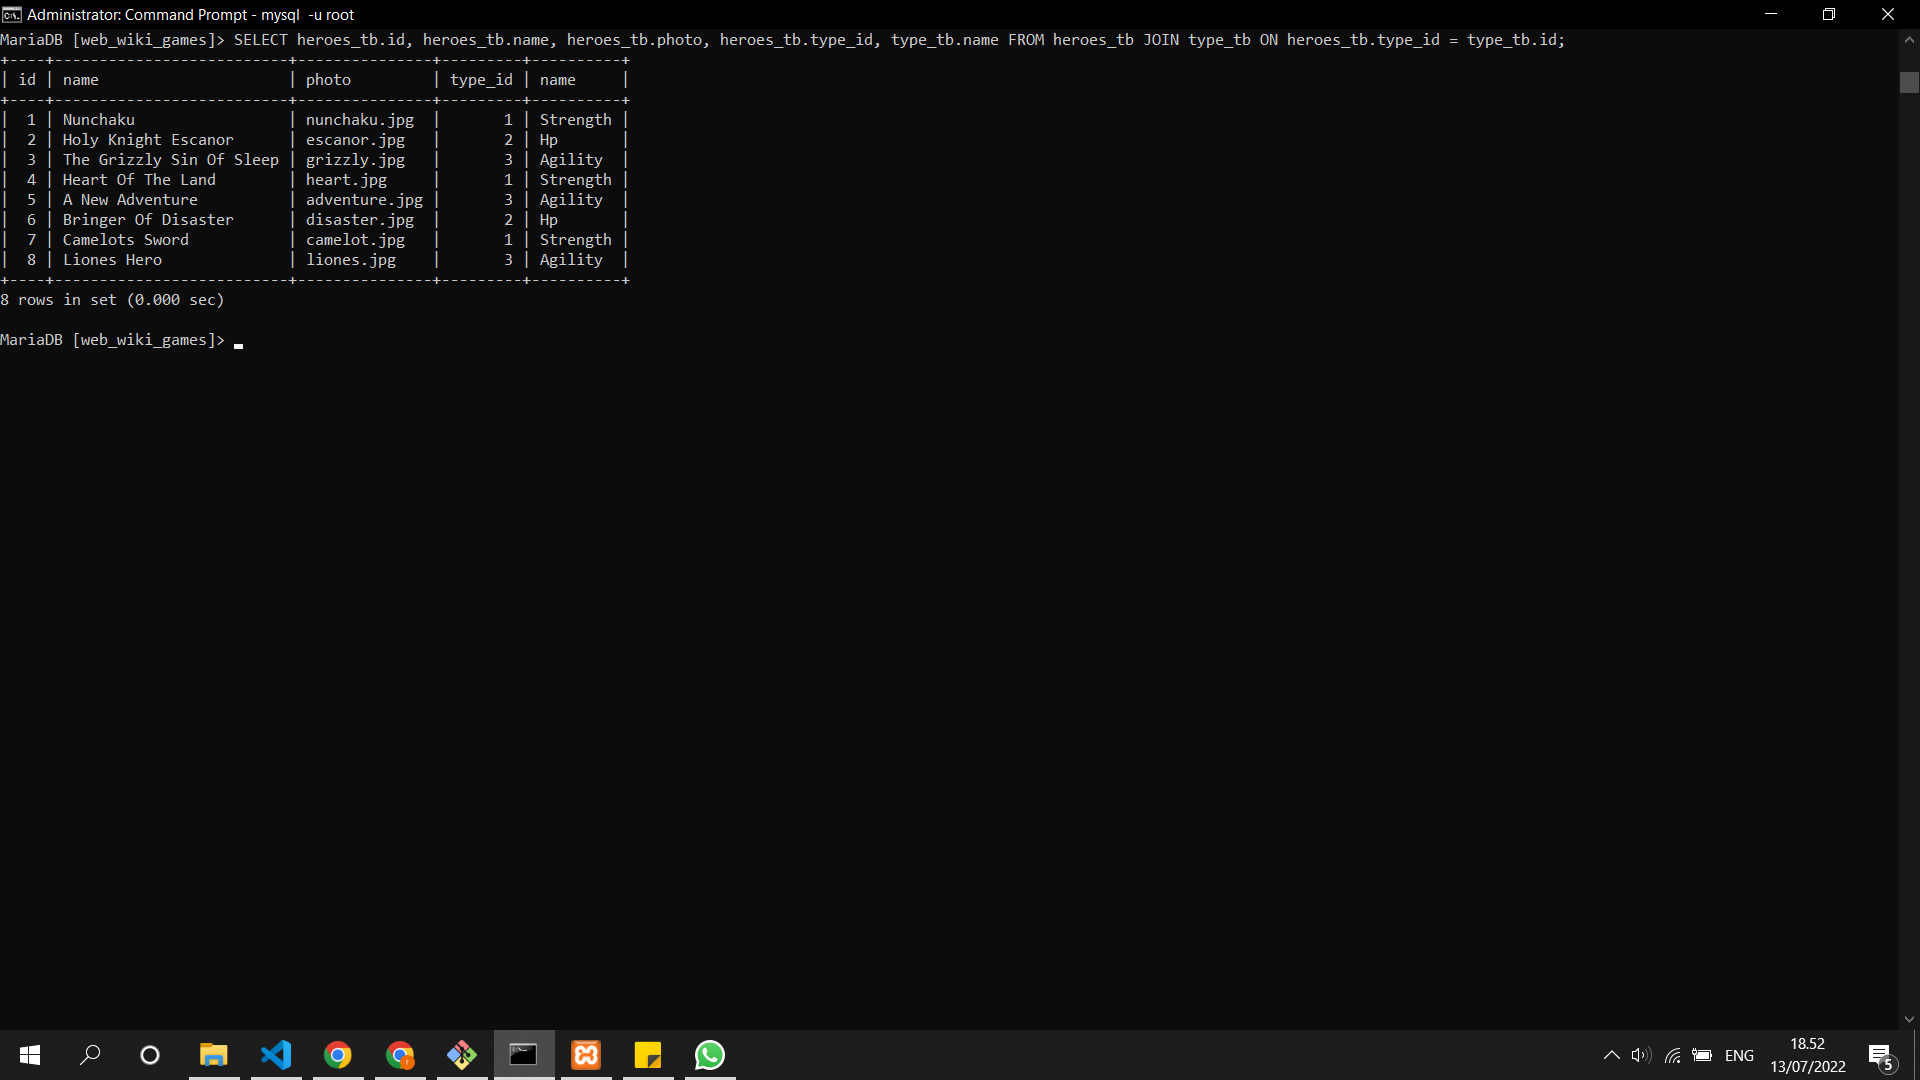 Administrator: Command Prompt - mysql  -u root
MariaDB [web_wiki_games]> SELECT heroes_tb.id, heroes_tb.name, heroes_tb.photo, heroes_tb.type_id, type_tb.name FROM heroes_tb JOIN type_tb ON heroes_tb.type_id = type_tb.id;
+----+--------------------------+---------------+---------+----------+
| id | name                     | photo         | type_id | name     |
+----+--------------------------+---------------+---------+----------+
|  1 | Nunchaku                 | nunchaku.jpg  |       1 | Strength |
|  2 | Holy Knight Escanor      | escanor.jpg   |       2 | Hp       |
|  3 | The Grizzly Sin Of Sleep | grizzly.jpg   |       3 | Agility  |
|  4 | Heart Of The Land        | heart.jpg     |       1 | Strength |
|  5 | A New Adventure          | adventure.jpg |       3 | Agility  |
|  6 | Bringer Of Disaster      | disaster.jpg  |       2 | Hp       |
|  7 | Camelots Sword           | camelot.jpg   |       1 | Strength |
|  8 | Liones Hero              | liones.jpg    |       3 | Agility  |
+----+--------------------------+---------------+---------+----------+
8 rows in set (0.000 sec)
MariaDB [web_wiki_games]>
ENG
18.52
13/07/2022
5